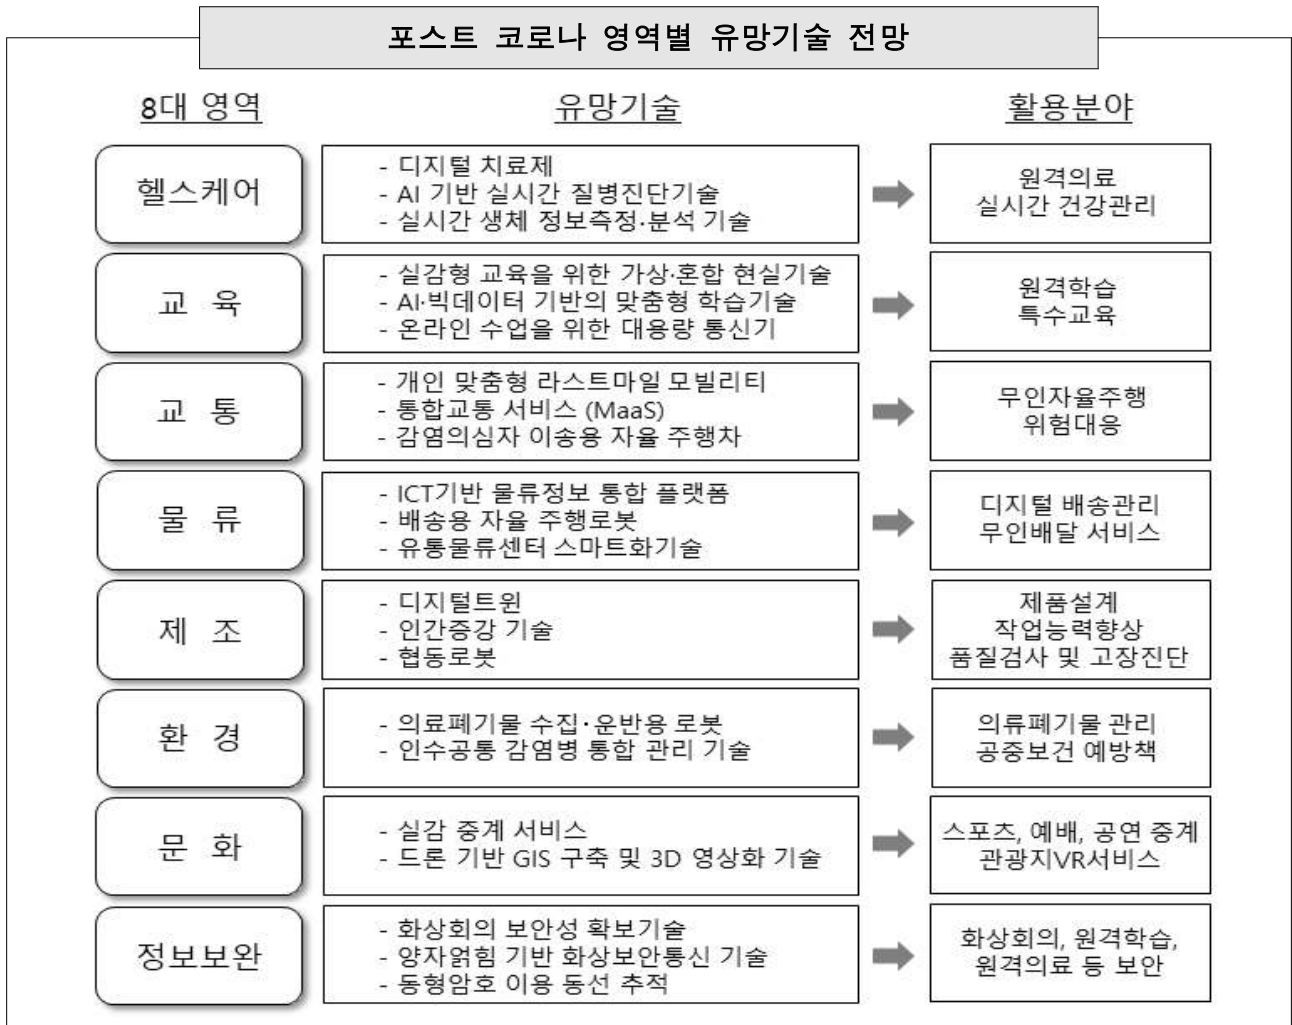 포스트 코로나 영역별 유망기술 전망
8대 영역 유망기술 활용분야
헬스케어
- 디지털 치료제
- AI 기반 실시간 질병진단기술
- 실시간 생체 정보측정·분석 기술
원격의료
실시간 건강관리
교 육
- 실감형 교육을 위한 가상·혼합 현실기술
- AI·빅데이터 기반의 맞춤형 학습기술
- 온라인 수업을 위한 대용량 통신기
원격학습
특수교육
교 통
- 개인 맞춤형 라스트마일 모빌리티
- 통합교통 서비스 (MaaS)
- 감염의심자 이송용 자율 주행차
무인자율주행
위험대응
물 류
- ICT기반 물류정보 통합 플랫폼
- 배송용 자율 주행로봇
- 유통물류센터 스마트화기술
디지털 배송관리
무인배달 서비스
제 조
- 디지털트윈
- 인간증강 기술
- 협동로봇
제품설계
작업능력향상
품질검사 및 고장진단
환 경
- 의료폐기물 수집·운반용 로봇
- 인수공통 감염병 통합 관리 기술
의류폐기물 관리
공중보건 예방책
문 화
- 실감 중계 서비스
- 드론 기반 GIS 구축 및 3D 영상화 기술
스포츠, 예배, 공연 중계
관광지VR서비스
정보보완
- 화상회의 보안성 확보기술
- 양자얽힘 기반 화상보안통신 기술
- 동형암호 이용 동선 추적
화상회의, 원격학습,
원격의료 등 보안